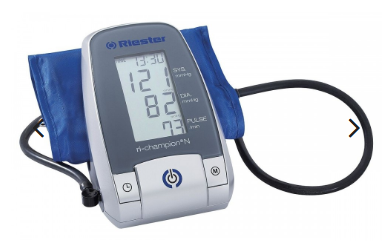 Riester
13:30
SYS.
mmHg
121
DIA.
mmHg
82
PULSE
/min
73
ri-champion® N
M